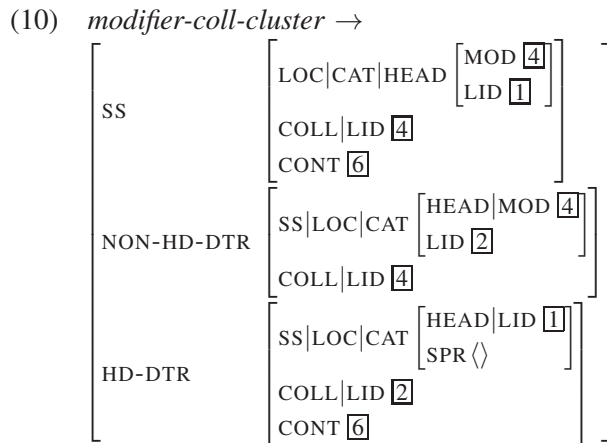 (10) modifier-coll-cluster →
LOC|CAT|HEAD [MOD 4
LID 1]
SS
COLL|LID 4
CONT 6
SS|LOC|CAT [HEAD|MOD 4
LID 2]
NON-HD-DTR
COLL|LID 4
SS|LOC|CAT [HEAD|LID 1
SPR ⟨⟩]
HD-DTR
COLL|LID 2
CONT 6